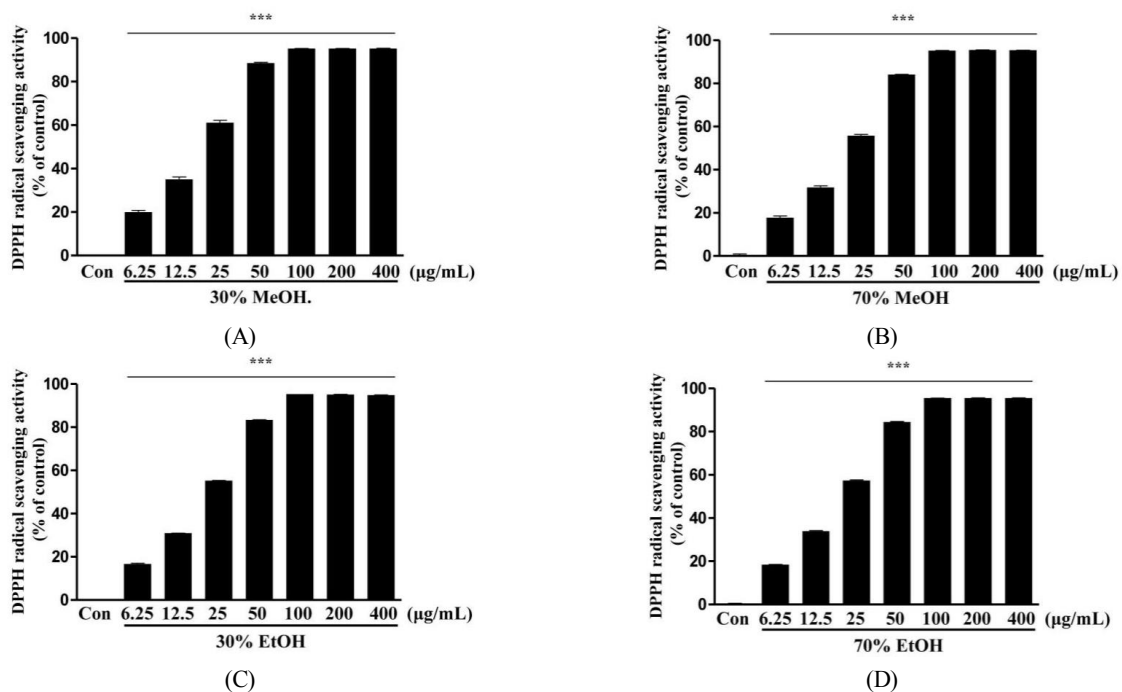 ***
DPPH radical scavenging activity
(% of control)
100
80
60
40
20
0
Con 6.25 12.5 25 50 100 200 400 (μg/mL)
30% MeOH.
(A)
***
DPPH radical scavenging activity
(% of control)
100
80
60
40
20
0
Con 6.25 12.5 25 50 100 200 400 (μg/mL)
70% MeOH
(B)
***
DPPH radical scavenging activity
(% of control)
100
80
60
40
20
0
Con 6.25 12.5 25 50 100 200 400 (μg/mL)
30% EtOH
(C)
***
DPPH radical scavenging activity
(% of control)
100
80
60
40
20
0
Con 6.25 12.5 25 50 100 200 400 (μg/mL)
70% EtOH
(D)